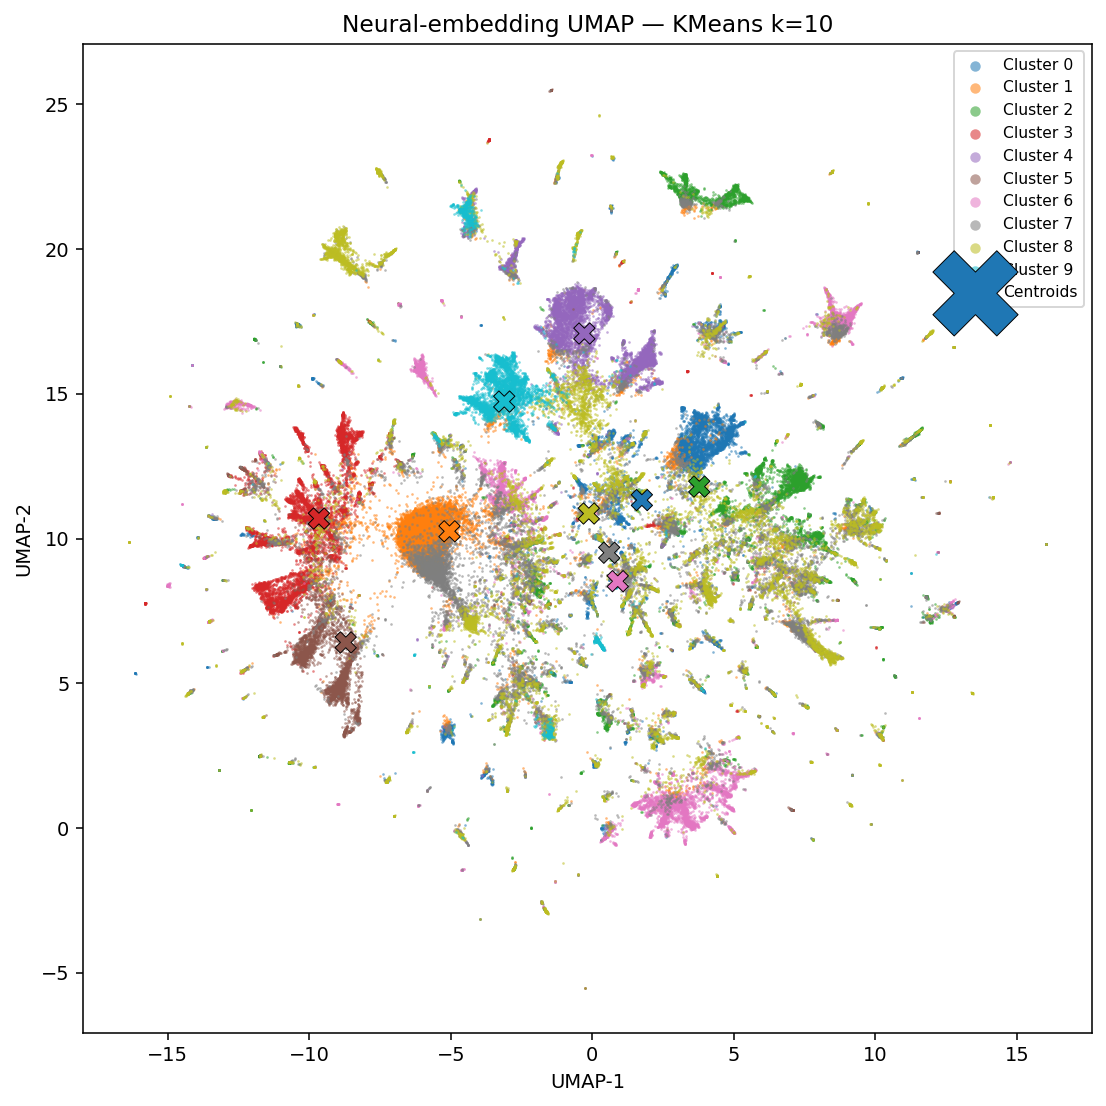 Neural-embedding UMAP — KMeans k=10
Cluster 0
Cluster 1
Cluster 2
Cluster 3
Cluster 4
Cluster 5
Cluster 6
Cluster 7
Cluster 8
luster 9
Centroids
25
20
15
10
5
0
−5
UMAP-2
−15
−10
−5
0
5
10
15
UMAP-1